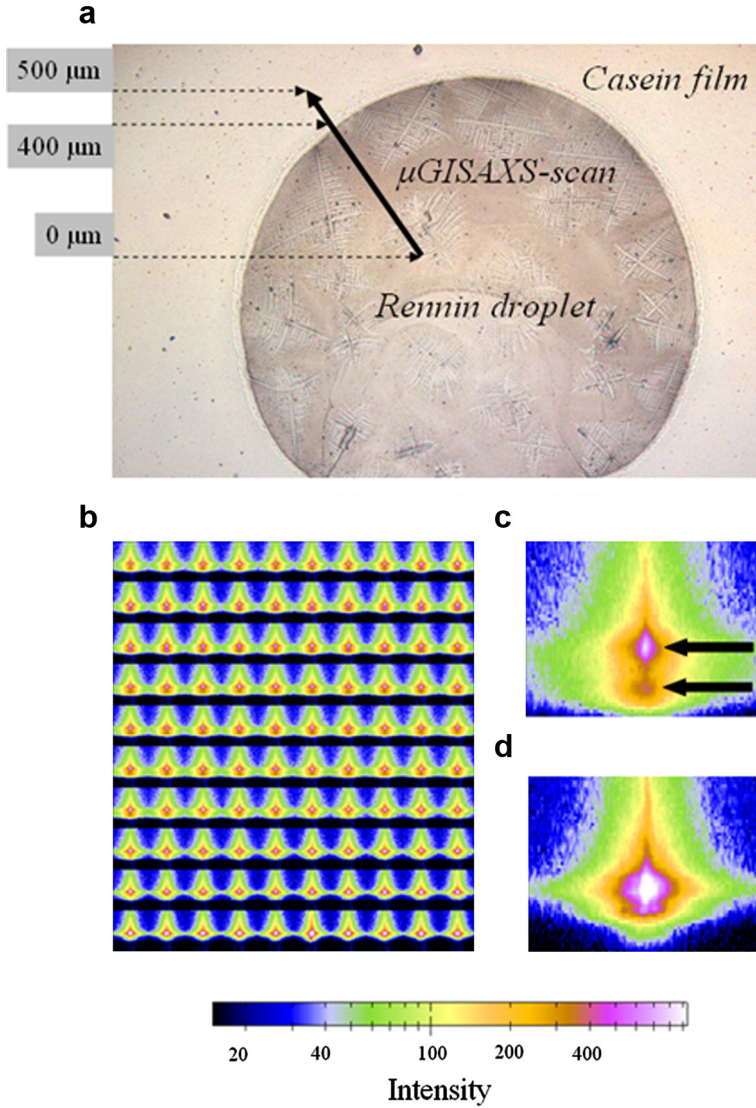 a
500 µm
Casein film
400 µm
µGISAXS-scan
0 µm
Rennin droplet
b
c
d
20 40 100 200 400
Intensity